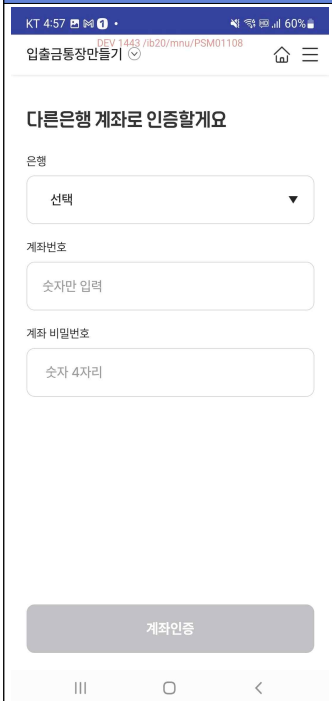 KT 4:57 1 • 60%
DEV 1443 /ib20/mnu/PSM01108
입출금통장만들기
다른은행 계좌로 인증할게요
은행
선택
계좌번호
숫자만 입력
계좌 비밀번호
숫자 4자리
계좌인증